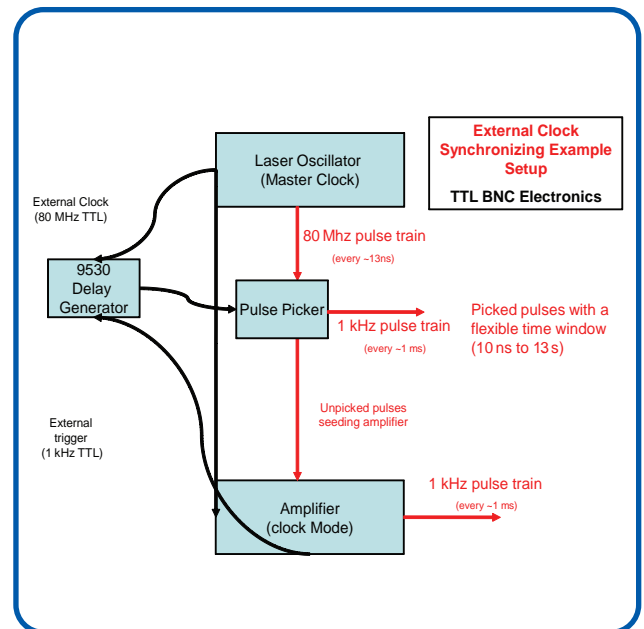 External Clock
Synchronizing Example
Setup
TTL BNC Electronics
Laser Oscillator
(Master Clock)
External Clock
(80 MHz TTL)
80 Mhz pulse train
(every ~13ns)
9530
Delay
Generator
Pulse Picker
1 kHz pulse train
(every ~1 ms)
Picked pulses with a
flexible time window
(10 ns to 13 s)
Unpicked pulses
seeding amplifier
External
trigger
(1 kHz TTL)
Amplifier
(clock Mode)
1 kHz pulse train
(every ~1 ms)